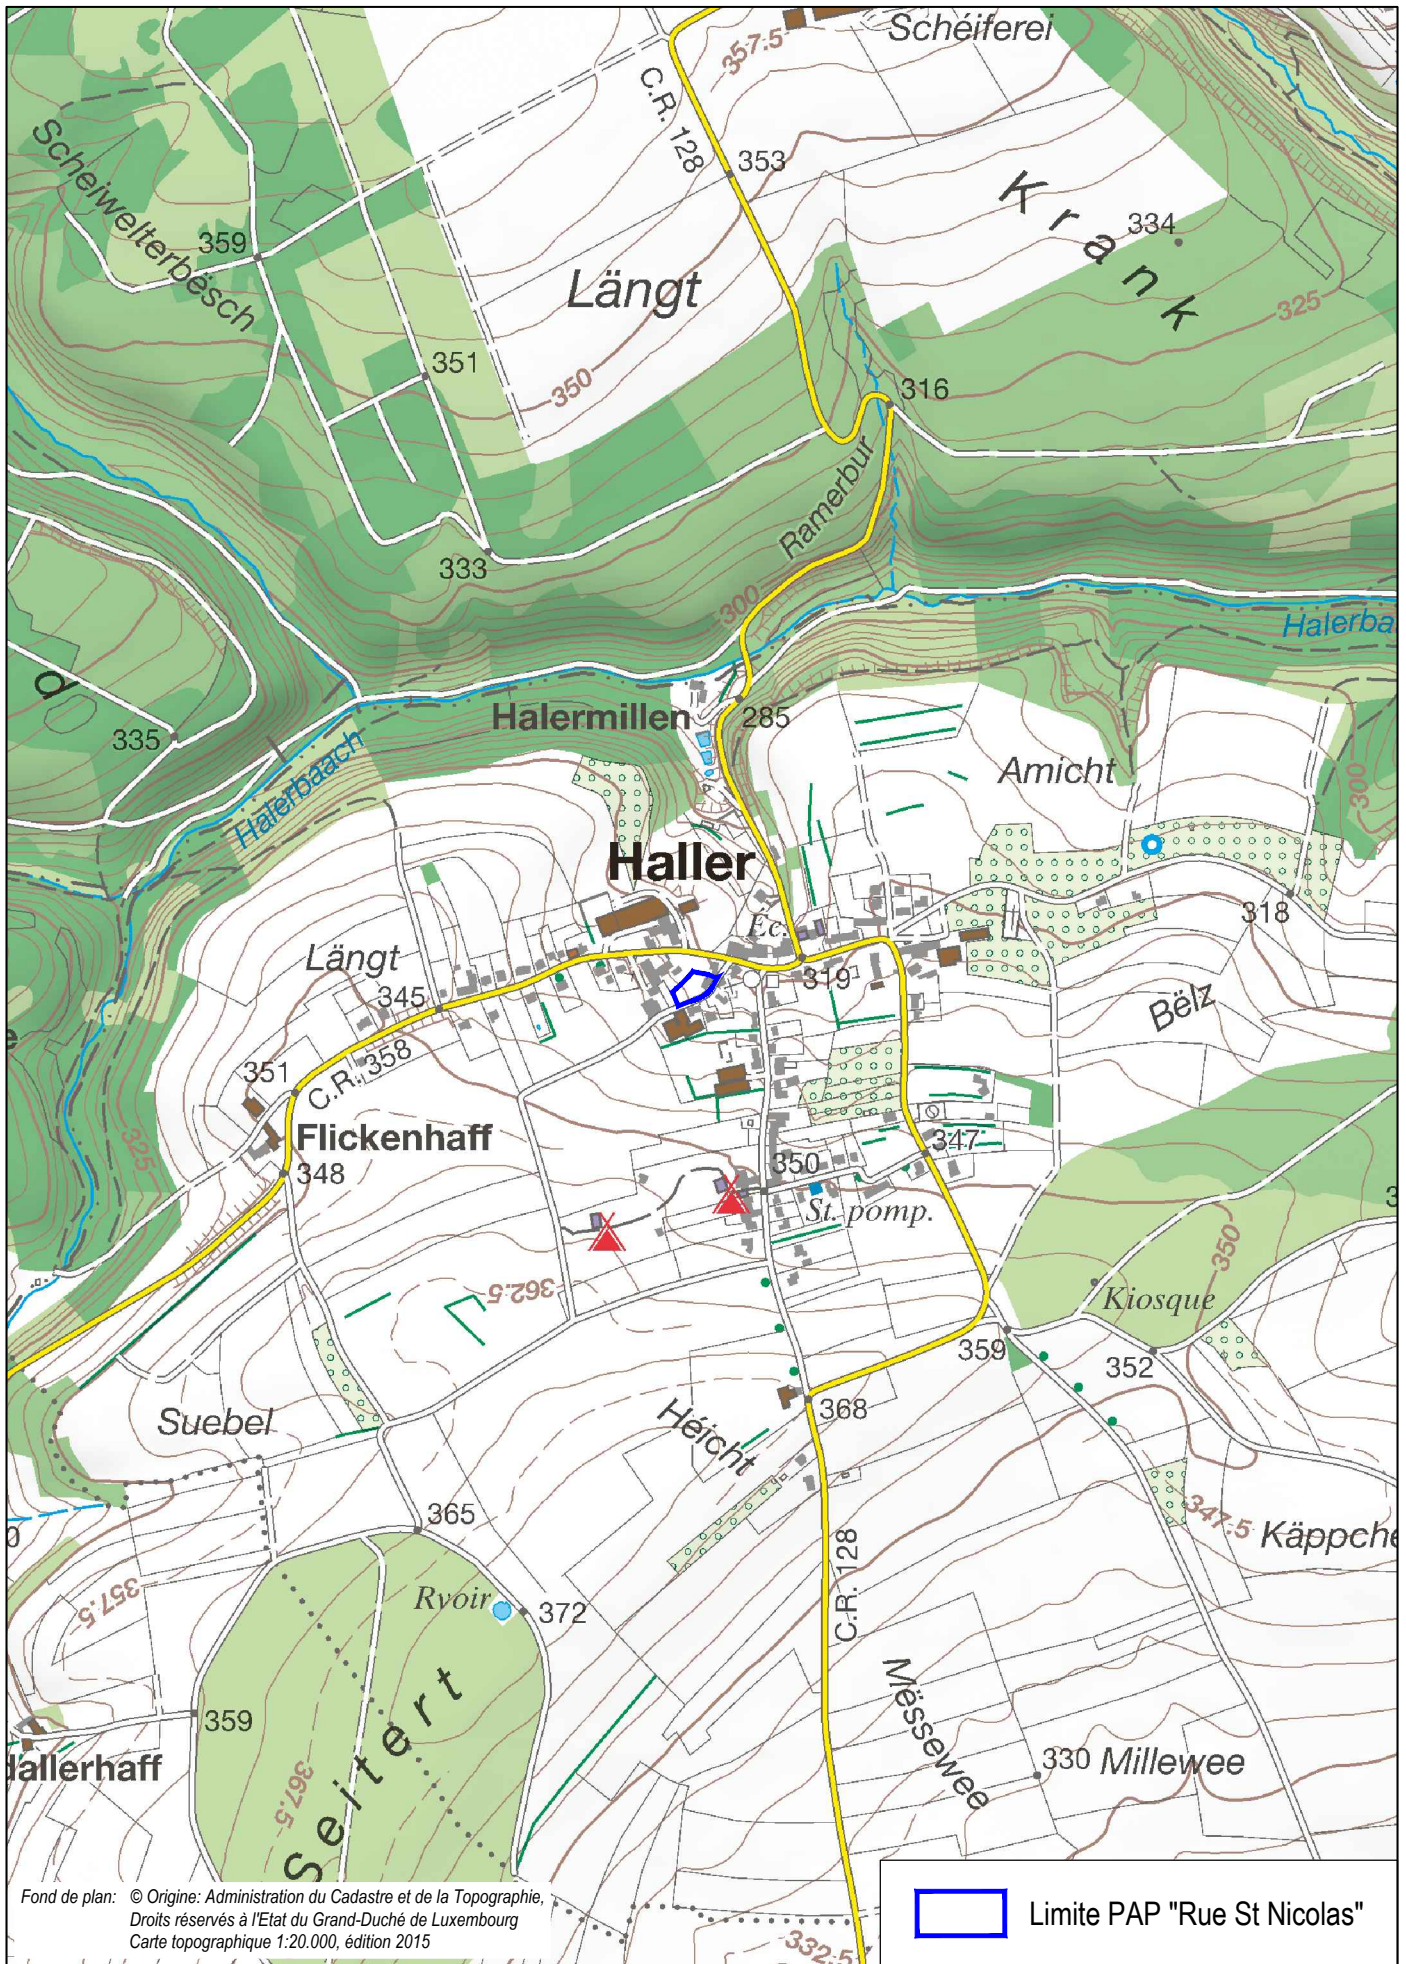 Schéiferei
357.5
C.R. 128
353
Krank
334
Scheiwelterbësch
359
Längt
325
351
350
316
Ramerbur
333
300
Halerba
d
335
Halermillen
285
Halerbaach
Amicht
300
Haller
Éc.
318
Längt
345
319
Bëlz
C.R. 358
351
325
Flickenhaff
347
348
350
St. pomp.
362.5
350
Kiosque
359
352
368
Suebel
Héicht
365
347.5
Käppche
357.5
Rvoir
372
C.R. 128
Seitert
359
Mëssewee
330
Millewee
dallerhaff
367.5
332.5
Fond de plan: © Origine: Administration du Cadastre et de la Topographie,
Droits réservés à l'Etat du Grand-Duché de Luxembourg
Carte topographique 1:20.000, édition 2015
Limite PAP "Rue St Nicolas"